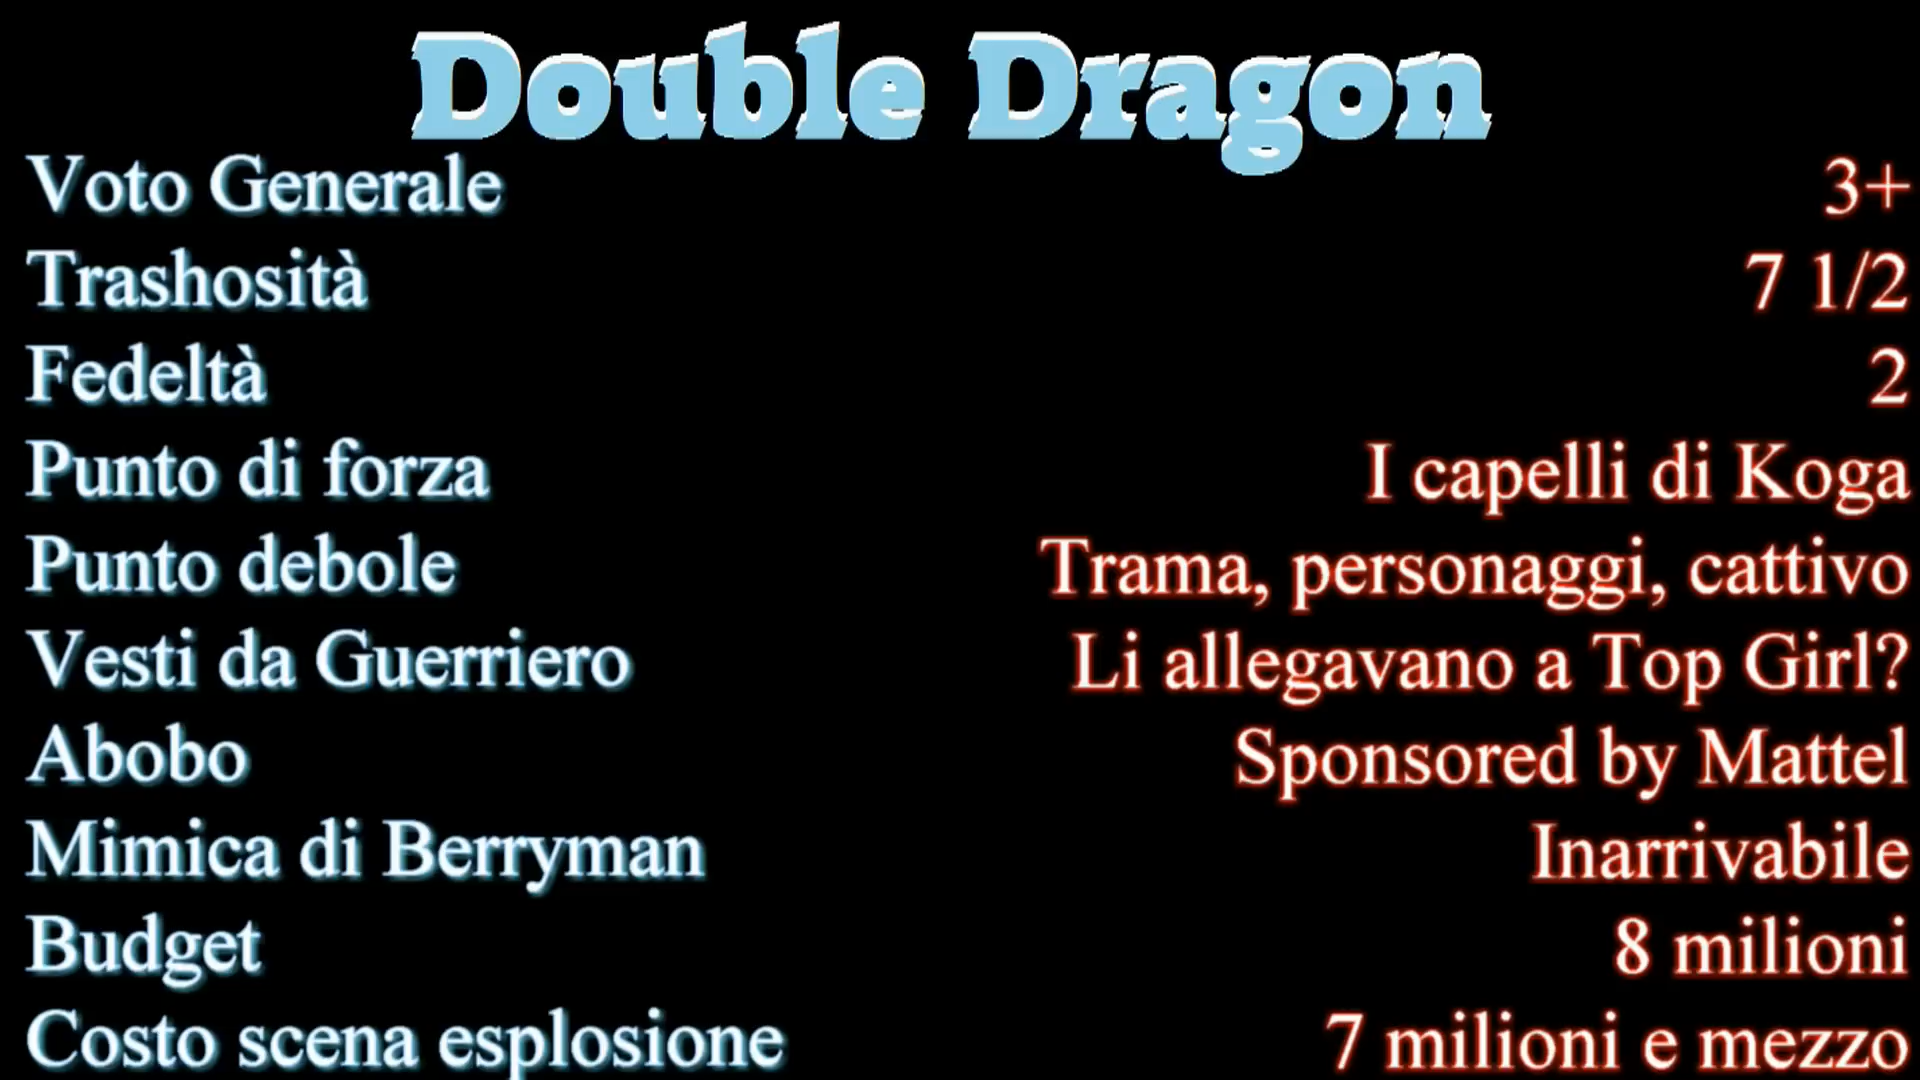 Double Dragon
Voto Generale 3+
Trashosità 7 1/2
Fedeltà 2
Punto di forza I capelli di Koga
Punto debole Trama, personaggi, cattivo
Vesti da Guerriero Li allegavano a Top Girl?
Abobo Sponsored by Mattel
Mimica di Berryman Inarrivabile
Budget 8 milioni
Costo scena esplosione 7 milioni e mezzo